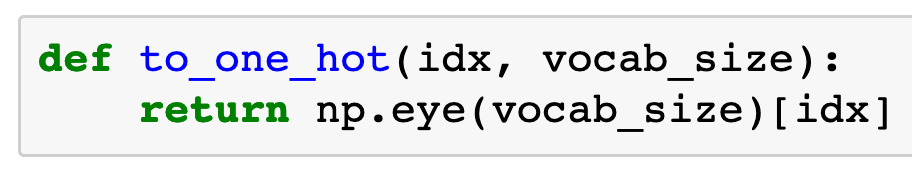 def to_one_hot(idx, vocab_size):
    return np.eye(vocab_size)[idx]